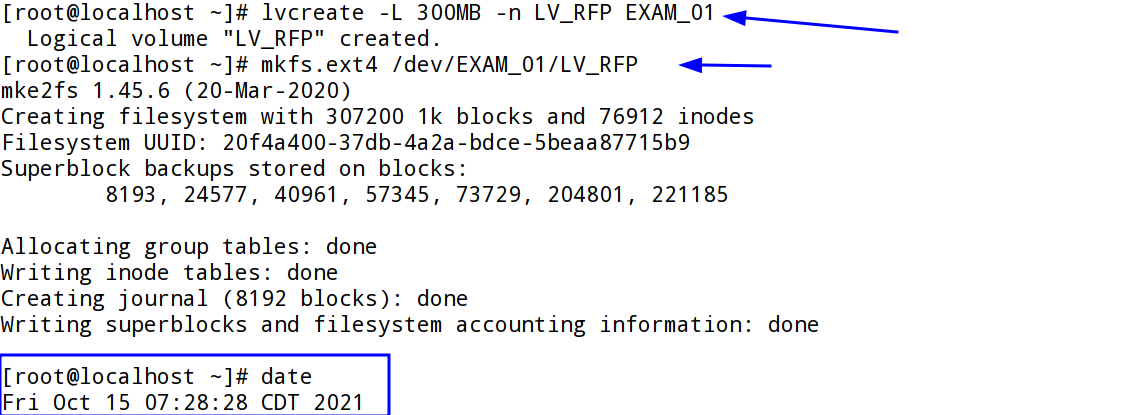 [root@localhost ~]# lvcreate -L 300MB -n LV_RFP EXAM_01
  Logical volume "LV_RFP" created.
[root@localhost ~]# mkfs.ext4 /dev/EXAM_01/LV_RFP
mke2fs 1.45.6 (20-Mar-2020)
Creating filesystem with 307200 1k blocks and 76912 inodes
Filesystem UUID: 20f4a400-37db-4a2a-bdce-5beaa87715b9
Superblock backups stored on blocks:
        8193, 24577, 40961, 57345, 73729, 204801, 221185
Allocating group tables: done
Writing inode tables: done
Creating journal (8192 blocks): done
Writing superblocks and filesystem accounting information: done
[root@localhost ~]# date
Fri Oct 15 07:28:28 CDT 2021